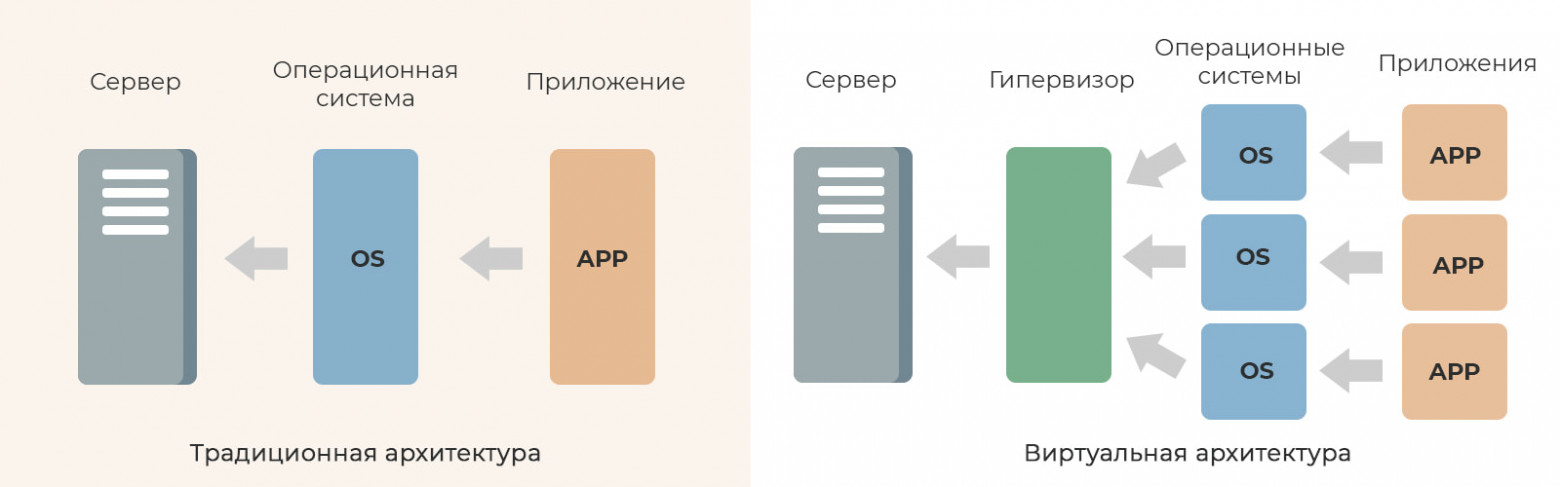 Сервер
Операционная
система
Приложение
OS
APP
Традиционная архитектура
Сервер
Гипервизор
Операционные
системы
Приложения
OS
APP
OS
APP
OS
APP
Виртуальная архитектура